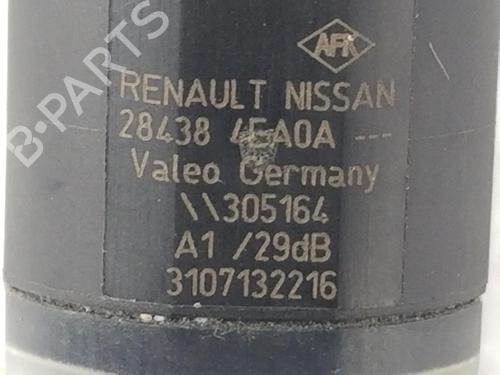 AFK
RENAULT NISSAN
28438 4EA0A ---
Valeo Germany
\\305164
A1 /29dB
3107132216
B-PARTS